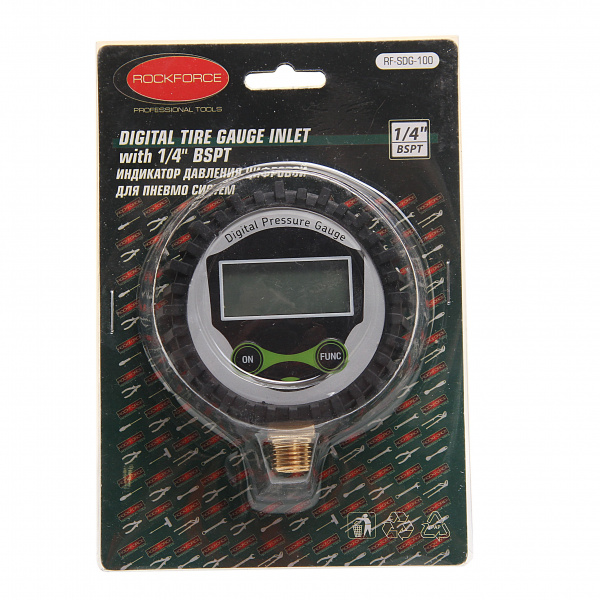 ROCKFORCE
PROFESSIONAL TOOLS
RF-SDG-100
DIGITAL TIRE GAUGE INLET
with 1/4" BSPT
1/4"
BSPT
ИНДИКАТОР ДАВЛЕНИЯ ЦИФРОВОЙ
ДЛЯ ПНЕВМО СИСТЕМ
Digital Pressure Gauge
ON
FUNC